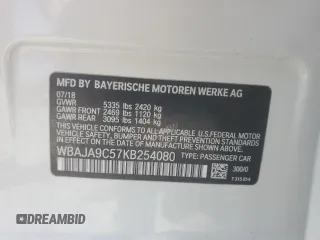 MFD BY BAYERISCHE MOTOREN WERKE AG
07/18
GVWR 5335 lbs 2420 kg
GAWR FRONT 2469 lbs 1120 kg
GAWR REAR 3095 lbs 1404 kg
THIS VEHICLE CONFORMS TO ALL APPLICABLE U.S. FEDERAL MOTOR
VEHICLE SAFETY, BUMPER AND THEFT PREVENTION STANDARDS
IN EFFECT ON THE DATE OF MANUFACTURE SHOWN ABOVE.
WBAJA9C57KB254080 TYPE: PASSENGER CAR
300/0
DREAMBID